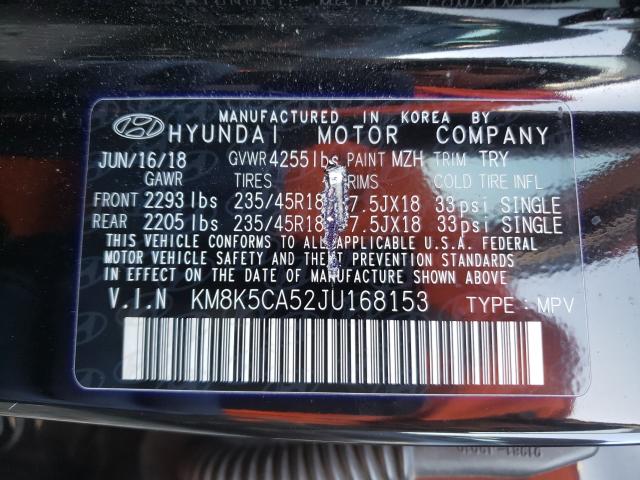 MANUFACTURED IN KOREA BY
HYUNDAI MOTOR COMPANY
JUN/16/18 GVWR 4255lbs PAINT MZH TRIM TRY
GAWR TIRES RIMS COLD TIRE INFL
FRONT 2293 lbs 235/45R18 7.5JX18 33psi SINGLE
REAR 2205 lbs 235/45R18 7.5JX18 33psi SINGLE
THIS VEHICLE CONFORMS TO ALL APPLICABLE U.S.A. FEDERAL
MOTOR VEHICLE SAFETY AND THEFT PREVENTION STANDARDS
IN EFFECT ON THE DATE OF MANUFACTURE SHOWN ABOVE.
V.I.N KM8K5CA52JU168153 TYPE: MPV